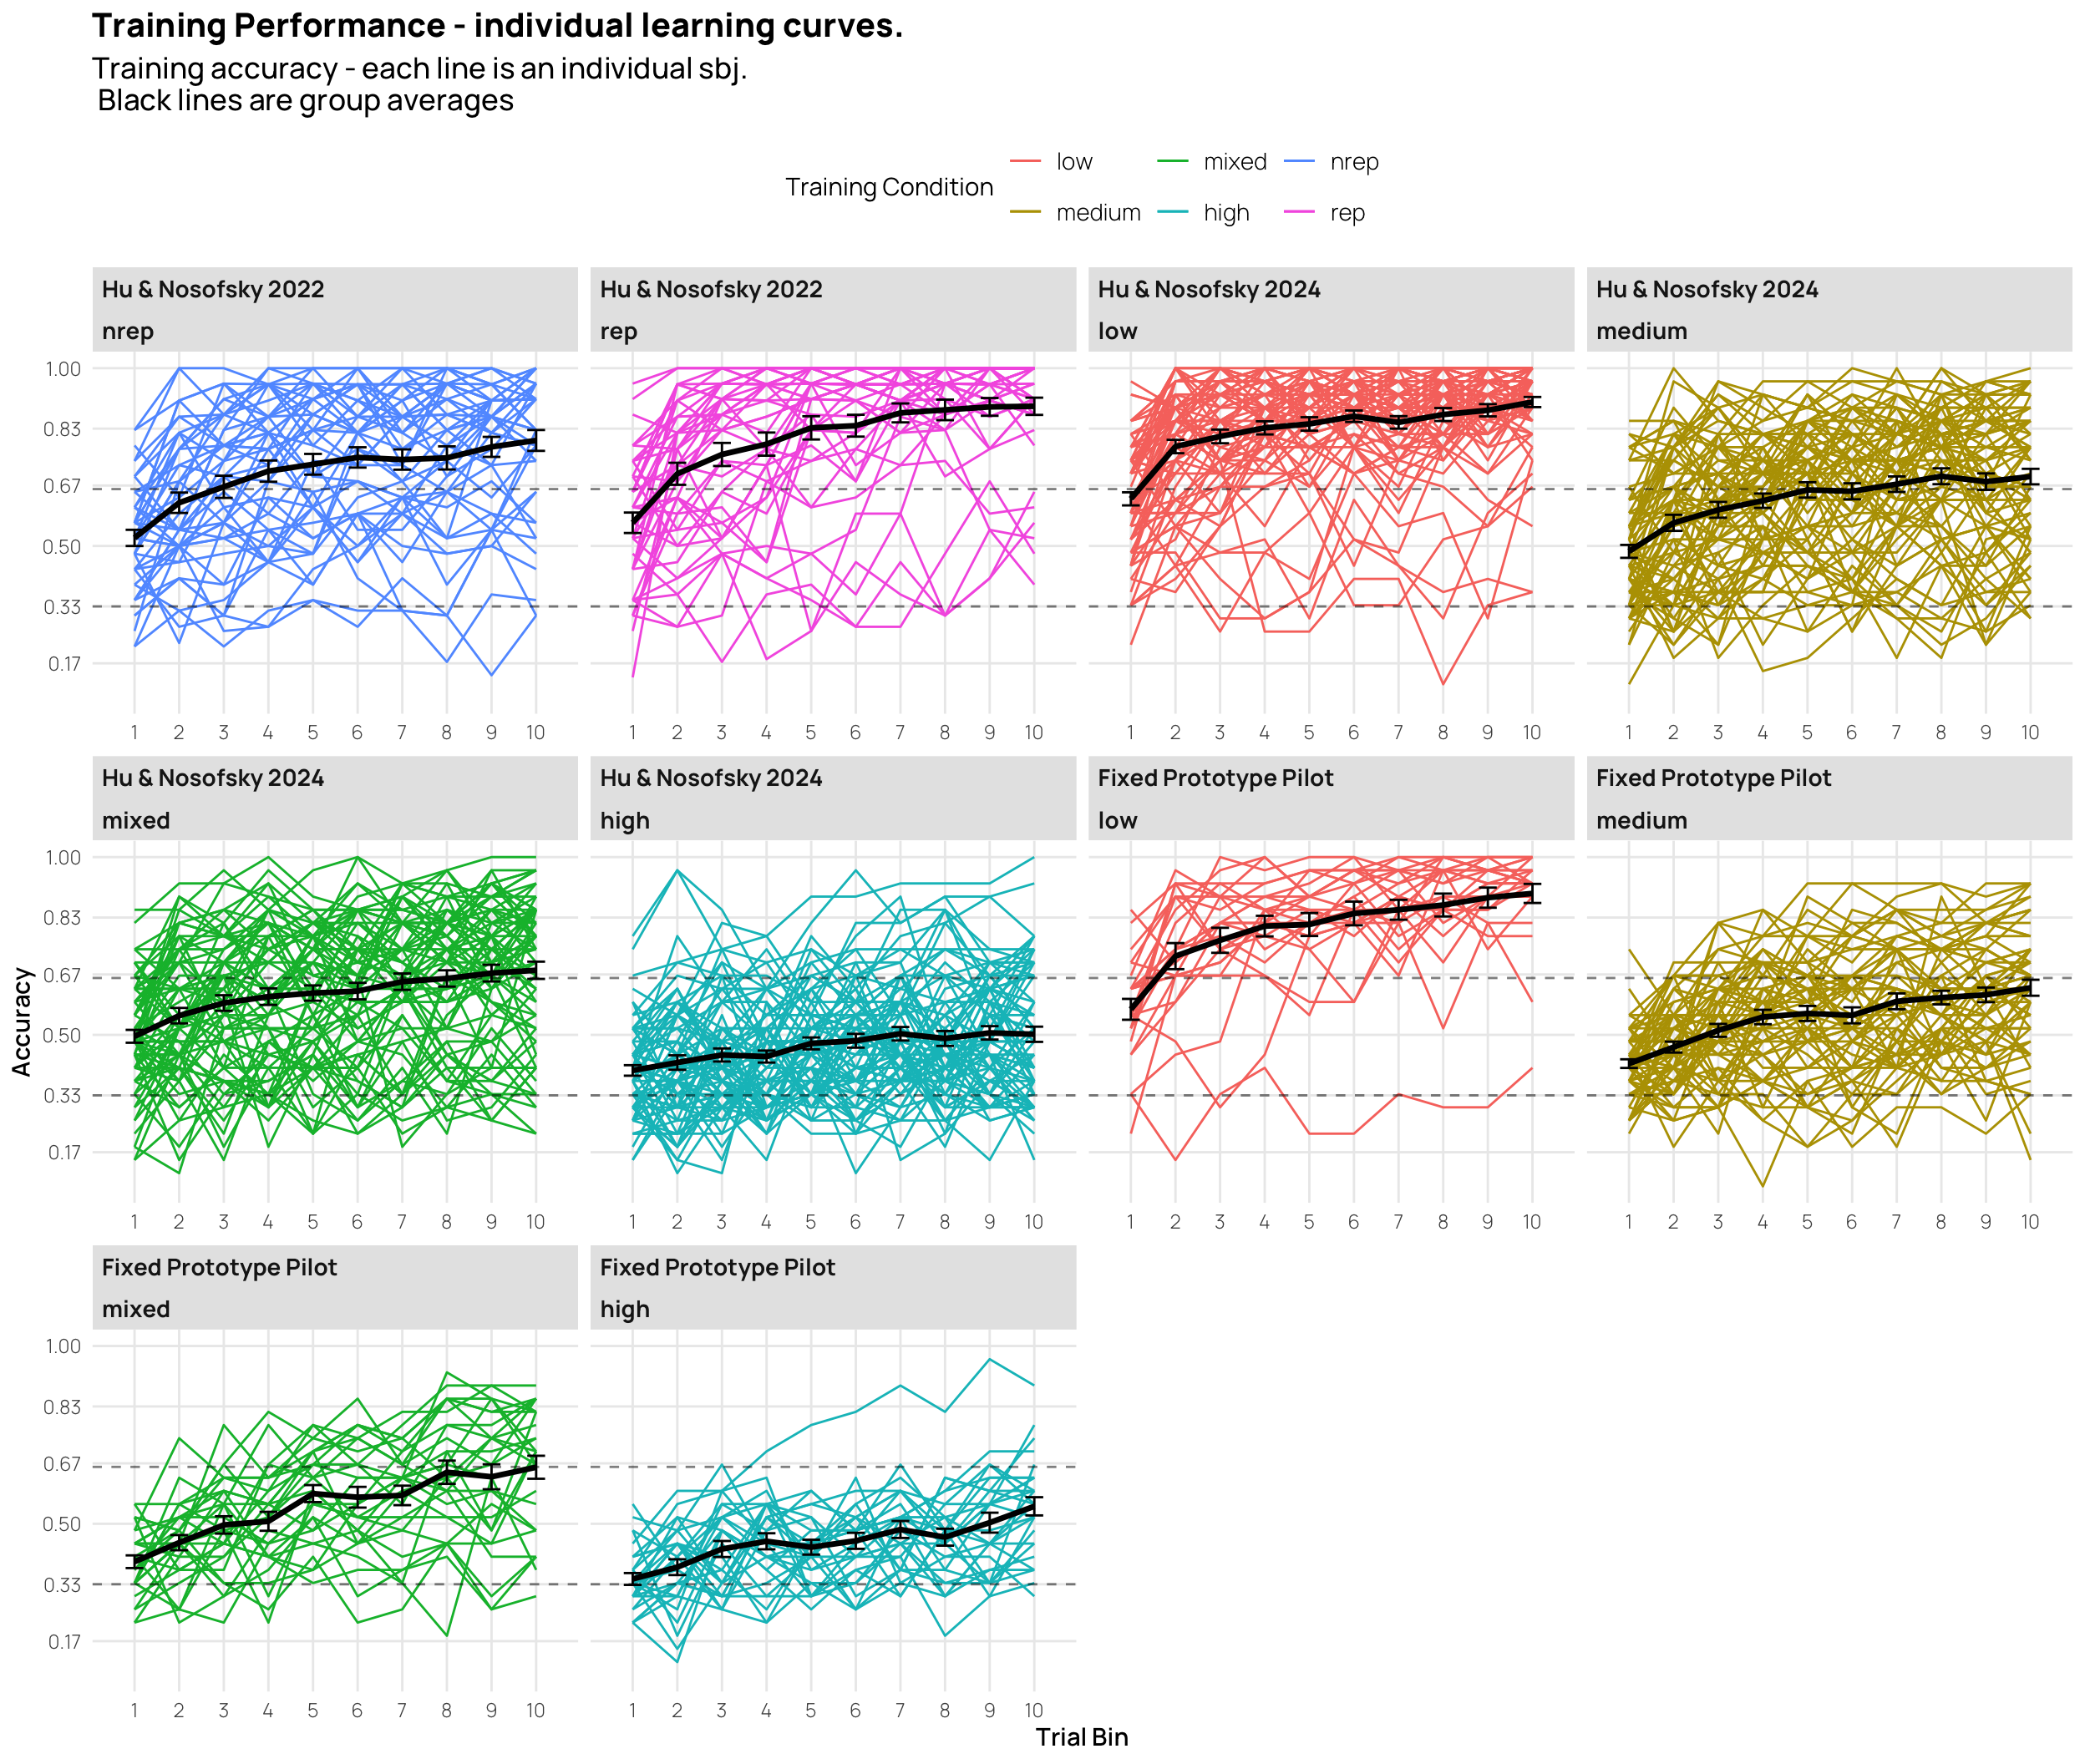 Training Performance - individual learning curves.
Training accuracy - each line is an individual sbj.
Black lines are group averages
Training Condition
low
mixed
nrep
medium
high
rep
Hu & Nosofsky 2022
nrep
Hu & Nosofsky 2022
rep
Hu & Nosofsky 2024
low
Hu & Nosofsky 2024
medium
1.00
0.83
0.67
0.50
0.33
0.17
1 2 3 4 5 6 7 8 9 10
1 2 3 4 5 6 7 8 9 10
1 2 3 4 5 6 7 8 9 10
1 2 3 4 5 6 7 8 9 10
Hu & Nosofsky 2024
mixed
Hu & Nosofsky 2024
high
Fixed Prototype Pilot
low
Fixed Prototype Pilot
medium
Accuracy
1.00
0.83
0.67
0.50
0.33
0.17
1 2 3 4 5 6 7 8 9 10
1 2 3 4 5 6 7 8 9 10
1 2 3 4 5 6 7 8 9 10
1 2 3 4 5 6 7 8 9 10
Fixed Prototype Pilot
mixed
Fixed Prototype Pilot
high
1.00
0.83
0.67
0.50
0.33
0.17
1 2 3 4 5 6 7 8 9 10
1 2 3 4 5 6 7 8 9 10
Trial Bin